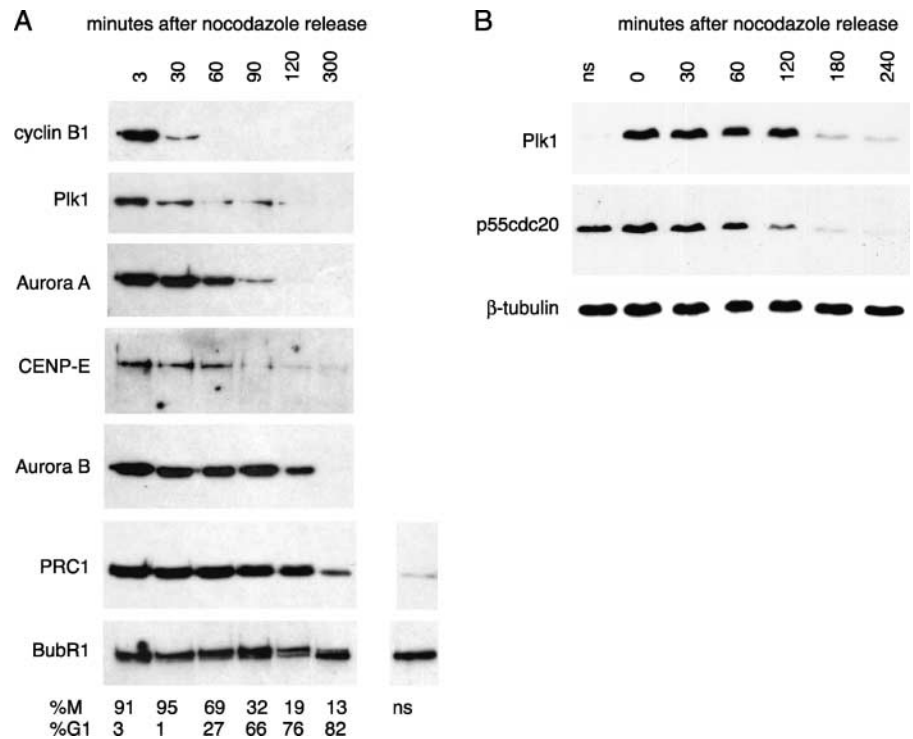 A
minutes after nocodazole release
3 30 60 90 120 300
cyclin B1
Plk1
Aurora A
CENP-E
Aurora B
PRC1
BubR1
%M 91 95 69 32 19 13 ns
%G1 3 1 27 66 76 82
B
minutes after nocodazole release
ns 0 30 60 120 180 240
Plk1
p55cdc20
β-tubulin